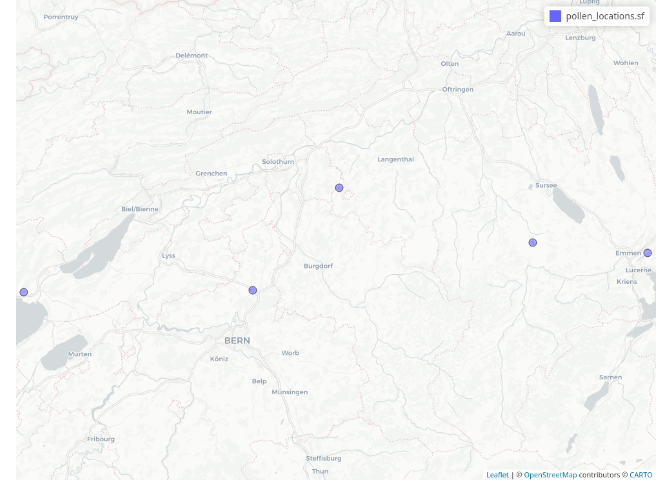 Lupfig
Porrentruy
pollen_locations.sf
Aarau
Lenzburg
Delémont
Olten
Wohlen
Oftringen
Moutier
Solothurn
Langenthal
Grenchen
Sursee
Biel/Bienne
Lyss
Emmen
Burgdorf
Lucerne
Kriens
BERN
Murten
Köniz
Worb
Belp
Sarnen
Münsingen
Fribourg
Steffisburg
Thun
Leaflet | © OpenStreetMap contributors © CARTO